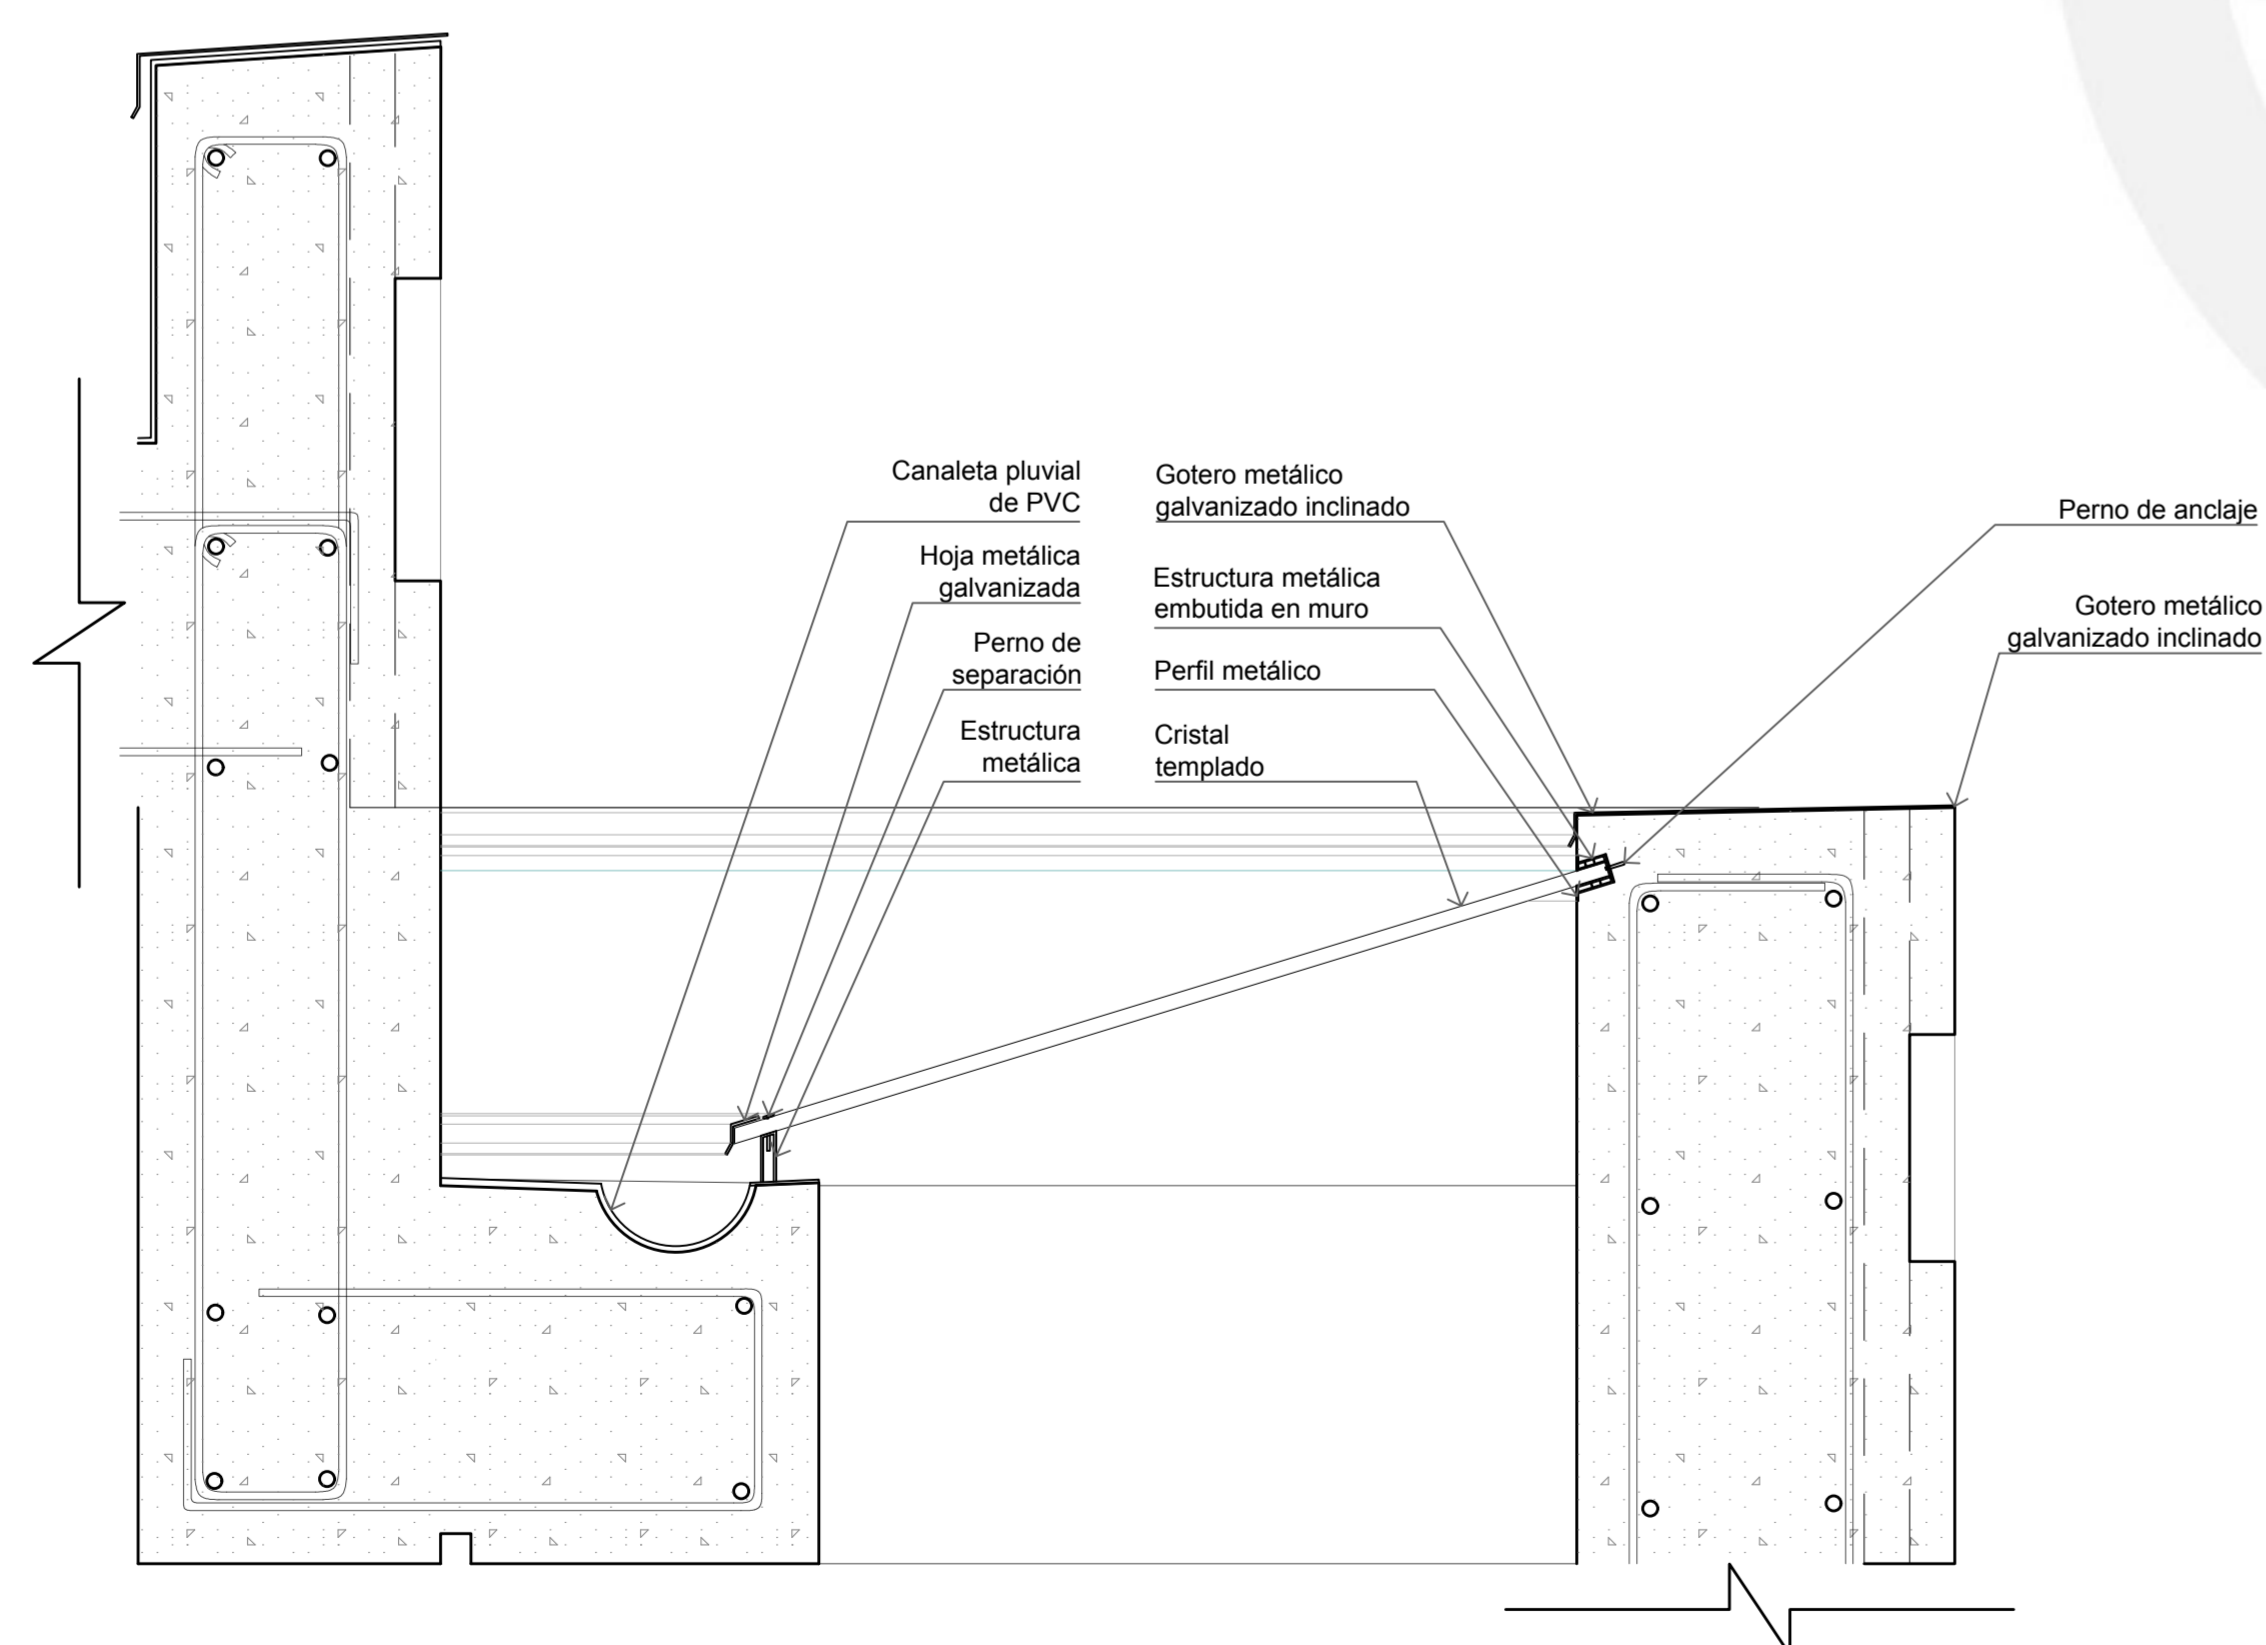 Canaleta pluvial
de PVC
Hoja metálica
galvanizada
Perno de
separación
Estructura
metálica
Gotero metálico
galvanizado inclinado
Estructura metálica
embutida en muro
Perfil metálico
Cristal
templado
Perno de anclaje
Gotero metálico
galvanizado inclinado